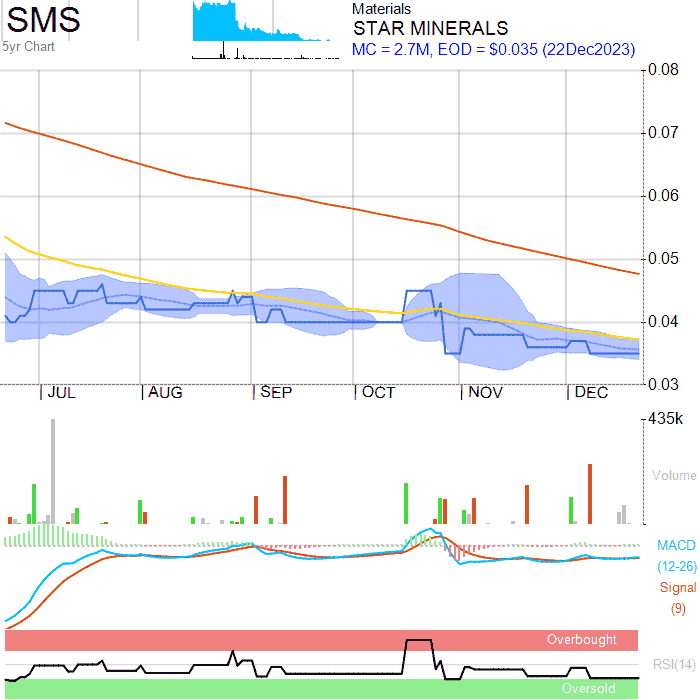 SMS
5yr Chart
Materials
STAR MINERALS
MC = 2.7M, EOD = $0.035 (22Dec2023)
0.08
0.07
0.06
0.05
0.04
0.03
JUL AUG SEP OCT NOV DEC
435k
Volume
MACD
(12-26)
Signal
(9)
Overbought
RSI(14)
Oversold